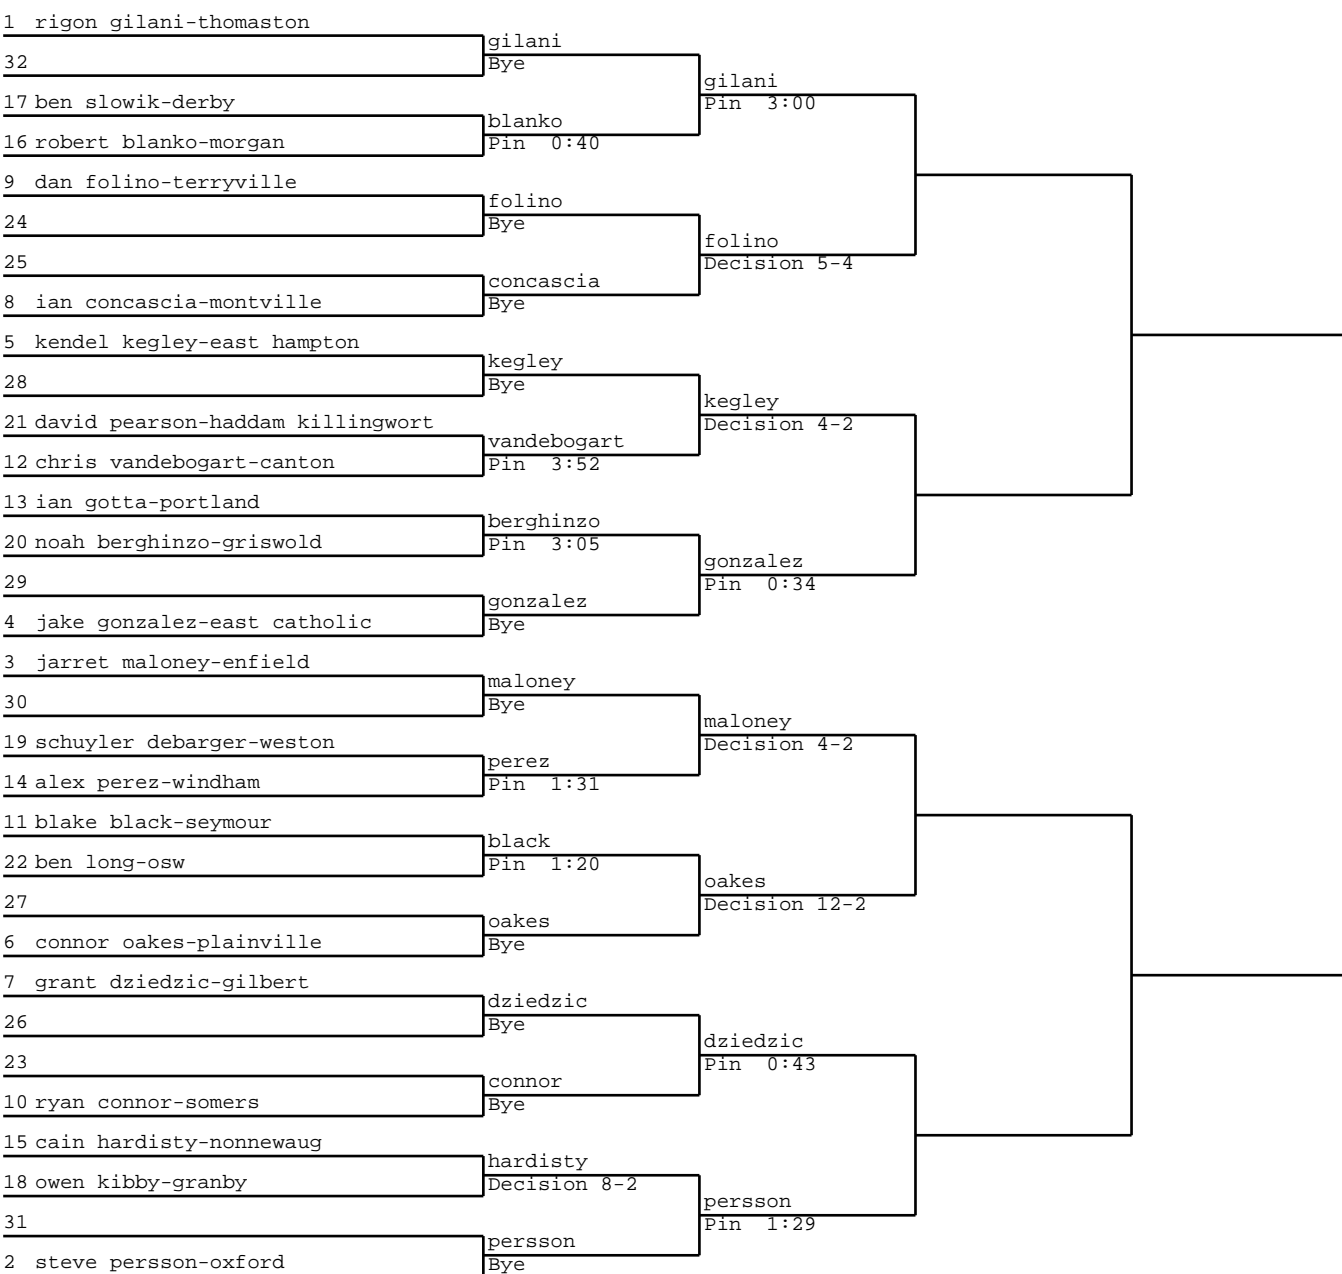 1 rigon gilani-thomaston
32
17 ben slowik-derby
16 robert blanko-morgan
9 dan folino-terryville
24
25
8 ian concascia-montville
5 kendel kegley-east hampton
28
21 david pearson-haddam killingwort
12 chris vandebogart-canton
13 ian gotta-portland
20 noah berghinzo-griswold
29
4 jake gonzalez-east catholic
3 jarret maloney-enfield
30
19 schuyler debarger-weston
14 alex perez-windham
11 blake black-seymour
22 ben long-osw
27
6 connor oakes-plainville
7 grant dziedzic-gilbert
26
23
10 ryan connor-somers
15 cain hardisty-nonnewaug
18 owen kibby-granby
31
2 steve persson-oxford
gilani
Bye
blanko
Pin 0:40
folino
Bye
concascia
Bye
kegley
Bye
vandebogart
Pin 3:52
berghinzo
Pin 3:05
gonzalez
Bye
maloney
Bye
perez
Pin 1:31
black
Pin 1:20
oakes
Bye
dziedzic
Bye
connor
Bye
hardisty
Decision 8-2
persson
Bye
gilani
Pin 3:00
folino
Decision 5-4
kegley
Decision 4-2
gonzalez
Pin 0:34
maloney
Decision 4-2
oakes
Decision 12-2
dziedzic
Pin 0:43
persson
Pin 1:29